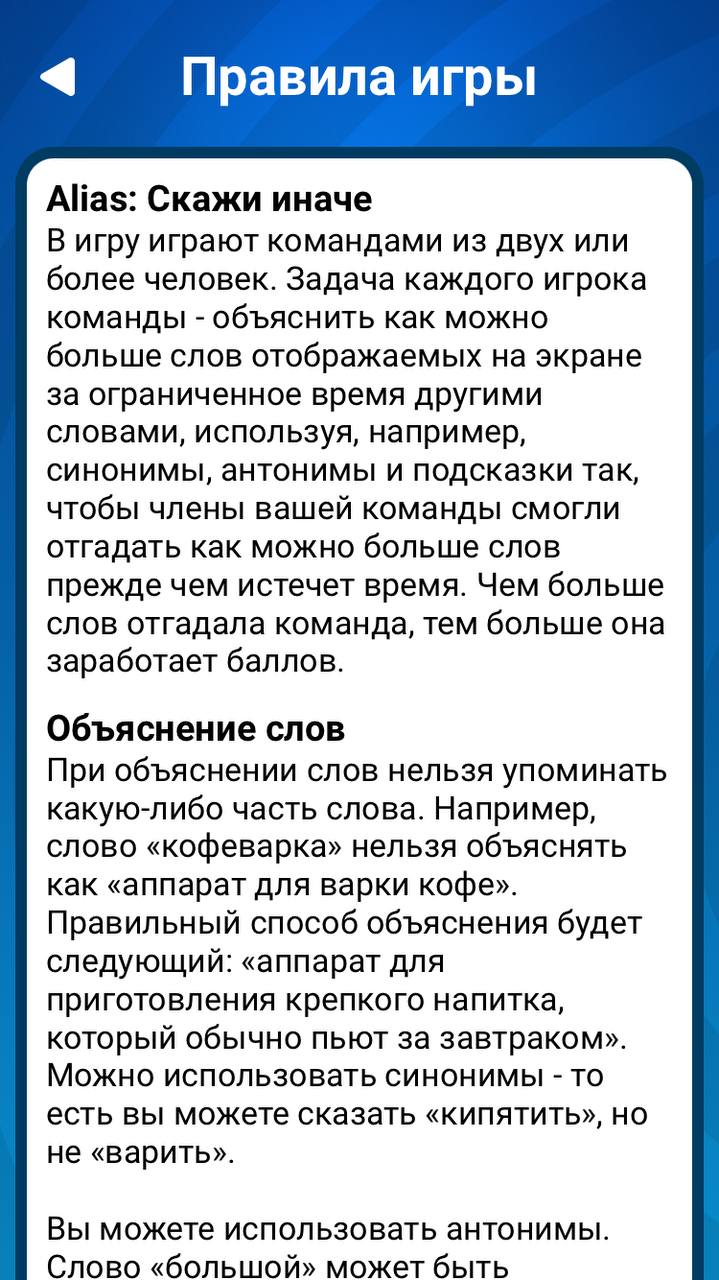 Правила игры
Alias: Скажи иначе
В игру играют командами из двух или
более человек. Задача каждого игрока
команды - объяснить как можно
больше слов отображаемых на экране
за ограниченное время другими
словами, используя, например,
синонимы, антонимы и подсказки так,
чтобы члены вашей команды смогли
отгадать как можно больше слов
прежде чем истечет время. Чем больше
слов отгадала команда, тем больше она
заработает баллов.
Объяснение слов
При объяснении слов нельзя упоминать
какую-либо часть слова. Например,
слово «кофеварка» нельзя объяснять
как «аппарат для варки кофе».
Правильный способ объяснения будет
следующий: «аппарат для
приготовления крепкого напитка,
который обычно пьют за завтраком».
Можно использовать синонимы - то
есть вы можете сказать «кипятить», но
не «варить».
Вы можете использовать антонимы.
Слово «большой» может быть